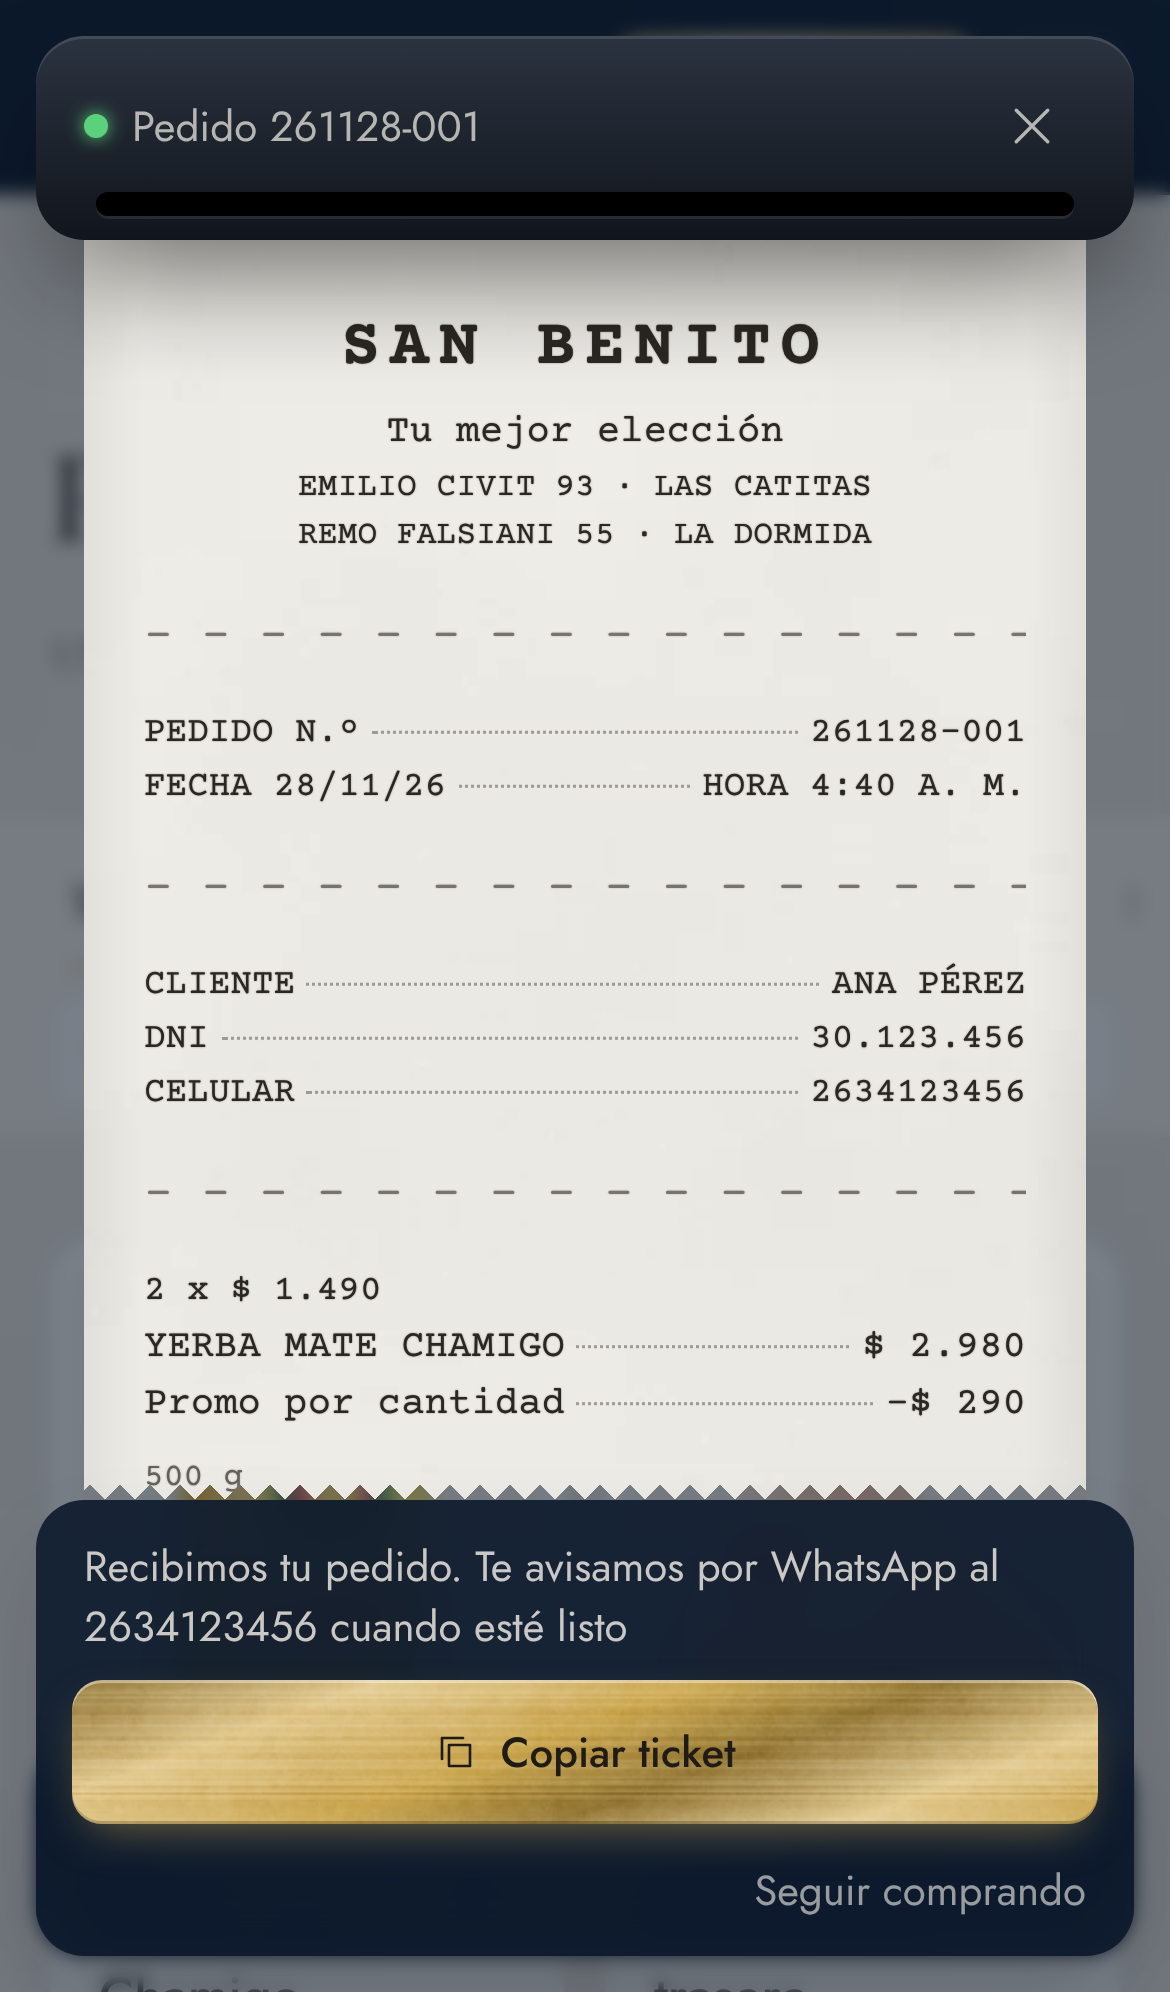 Pedido 261128-001
SAN BENITO
Tu mejor elección
EMILIO CIVIT 93 · LAS CATITAS
REMO FALSIANI 55 · LA DORMIDA
PEDIDO N.º 261128-001
FECHA 28/11/26 HORA 4:40 A. M.
CLIENTE ANA PÉREZ
DNI 30.123.456
CELULAR 2634123456
2 x $ 1.490
YERBA MATE CHAMIGO $ 2.980
Promo por cantidad -$ 290
500 g
Recibimos tu pedido. Te avisamos por WhatsApp al
2634123456 cuando esté listo
Copiar ticket
Seguir comprando